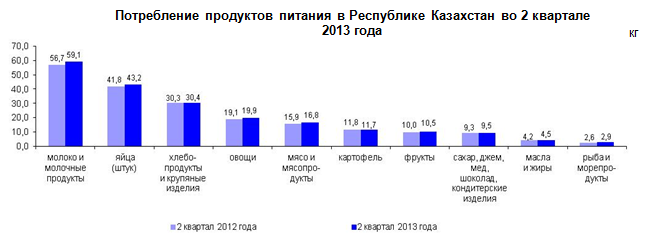 Потребление продуктов питания в Республике Казахстан во 2 квартале
2013 года
кг
70,0
60,0
50,0
40,0
30,0
20,0
10,0
0,0
56,7 59,1
41,8 43,2
30,3 30,4
19,1 19,9
15,9 16,8
11,8 11,7
10,0 10,5
9,3 9,5
4,2 4,5
2,6 2,9
молоко и
молочные
продукты
яйца
(штук)
хлебо-
продукты
и крупяные
изделия
овощи
мясо и
мясопро-
дукты
картофель
фрукты
сахар, джем,
мед,
шоколад,
кондитерские
изделия
масла
и жиры
рыба и
морепро-
дукты
2 квартал 2012 года
2 квартал 2013 года